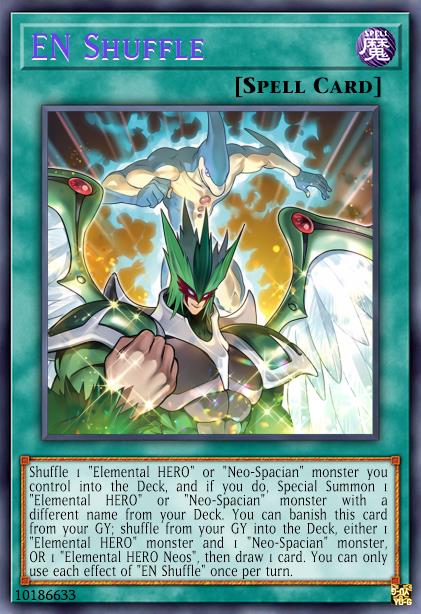 EN Shuffle
SPELL
魔
[Spell Card]
Shuffle 1 "Elemental HERO" or "Neo-Spacian" monster you
control into the Deck, and if you do, Special Summon 1
"Elemental HERO" or "Neo-Spacian" monster with a
different name from your Deck. You can banish this card
from your GY; shuffle from your GY into the Deck, either 1
"Elemental HERO" monster and 1 "Neo-Spacian" monster,
OR 1 "Elemental HERO Neos", then draw 1 card. You can only
use each effect of "EN Shuffle" once per turn.
10186633